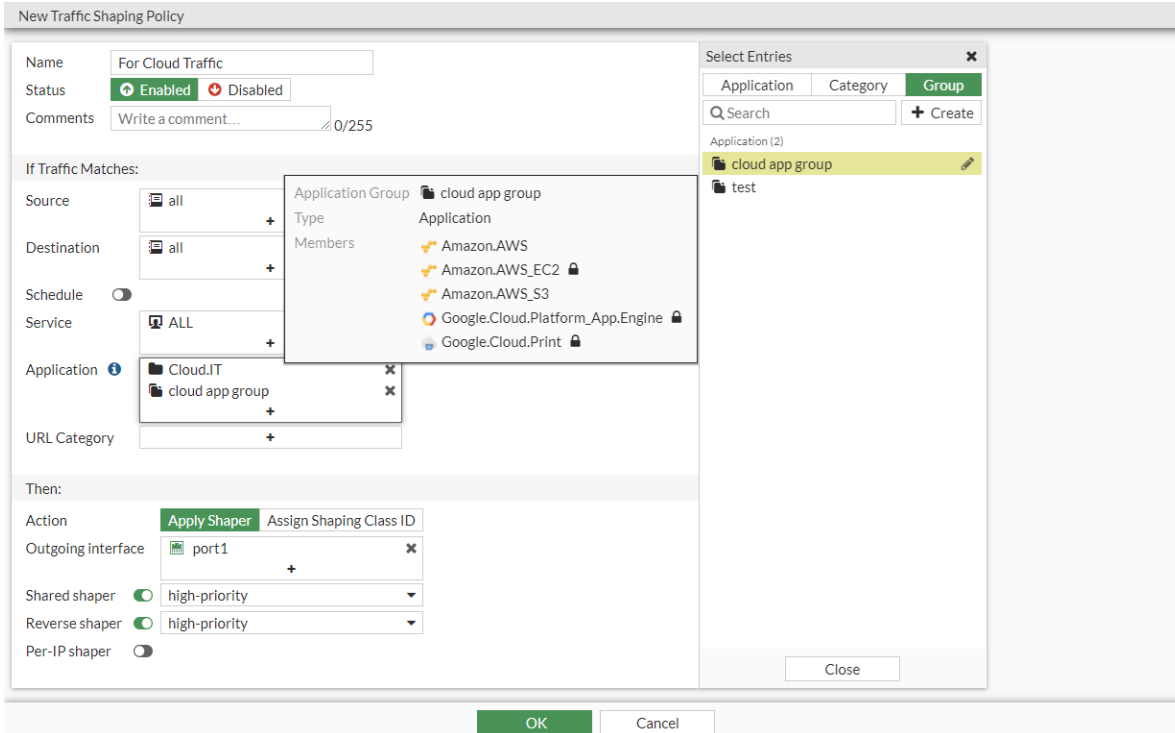 New Traffic Shaping Policy
Name For Cloud Traffic
Status Enabled Disabled
Comments Write a comment... 0/255
If Traffic Matches:
Source all
+
Destination all
+
Schedule
Service ALL
+
Application Cloud.IT
cloud app group
+
URL Category +
Then:
Action Apply Shaper Assign Shaping Class ID
Outgoing interface port1
+
Shared shaper high-priority
Reverse shaper high-priority
Per-IP shaper
Application Group cloud app group
Type Application
Members Amazon.AWS
Amazon.AWS_EC2
Amazon.AWS_S3
Google.Cloud.Platform_App.Engine
Google.Cloud.Print
Select Entries
Application Category Group
Search + Create
Application (2)
cloud app group
test
Close
OK Cancel